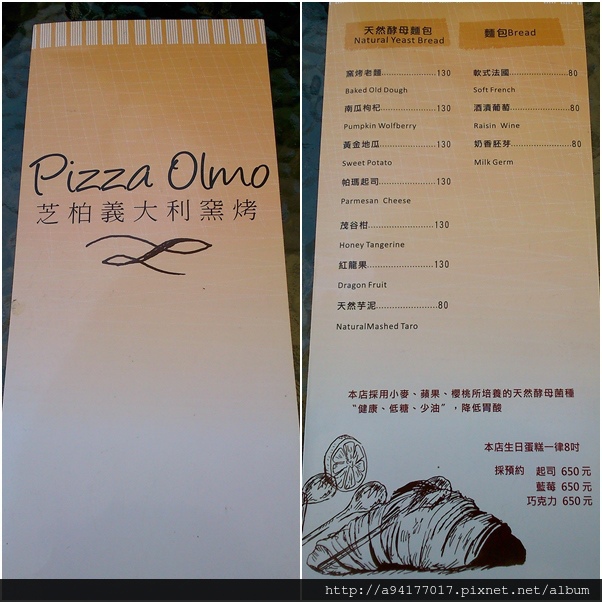 Pizza Olmo
芝柏義大利窯烤
天然酵母麵包
Natural Yeast Bread
窯烤老麵........................130
Baked Old Dough
南瓜枸杞........................130
Pumpkin Wolfberry
黃金地瓜........................130
Sweet Potato
帕瑪起司........................130
Parmesan Cheese
茂谷柑........................130
Honey Tangerine
紅龍果........................130
Dragon Fruit
天然芋泥........................80
NaturalMashed Taro
麵包Bread
軟式法國........................80
Soft French
酒漬葡萄........................80
Raisin Wine
奶香胚芽........................80
Milk Germ
本店採用小麥、蘋果、櫻桃所培養的天然酵母菌種
“健康、低糖、少油”，降低胃酸
本店生日蛋糕一律8吋
採預約 起司 650元
藍莓 650元
巧克力 650元
http://a94177017.pixnet.net/album